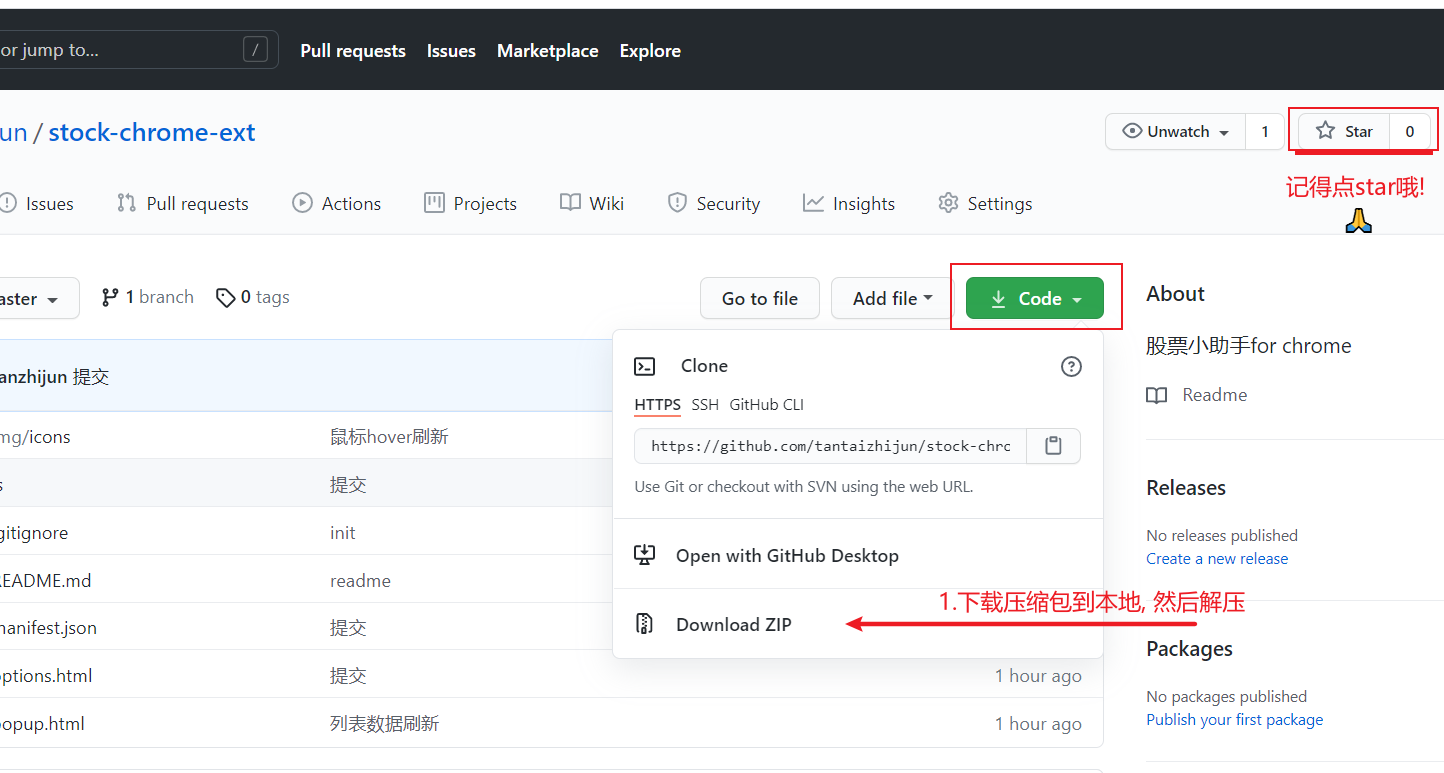 or jump to...
/
Pull requests
Issues
Marketplace
Explore
un / stock-chrome-ext
Unwatch
1
Star
0
记得点star哦!
Issues
Pull requests
Actions
Projects
Wiki
Security
Insights
Settings
aster
1 branch
0 tags
Go to file
Add file
Code
About
股票小助手for chrome
Readme
anzhijun 提交
Clone
HTTPS
SSH
GitHub CLI
https://github.com/tantaizhijun/stock-chrc
Use Git or checkout with SVN using the web URL.
Open with GitHub Desktop
1.下载压缩包到本地, 然后解压
Download ZIP
mg/icons
鼠标hover刷新
s
提交
gitignore
init
README.md
readme
manifest.json
提交
options.html
提交
1 hour ago
popup.html
列表数据刷新
1 hour ago
Releases
No releases published
Create a new release
Packages
No packages published
Publish your first package